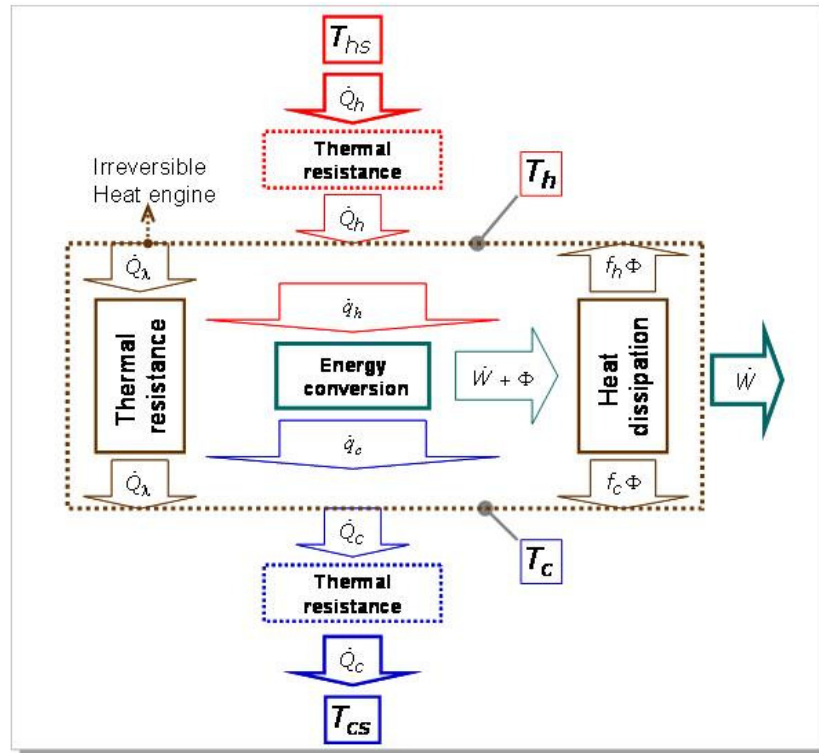 T_hs
Q̇_h
Thermal
resistance
Irreversible
Heat engine
T_h
Q̇_h
Q̇_λ
f_h Φ
q̇_h
Thermal
resistance
Energy
conversion
Ẇ + Φ
Heat
dissipation
Ẇ
q̇_c
Q̇_λ
f_c Φ
Q̇_c
T_c
Thermal
resistance
Q̇_c
T_cs